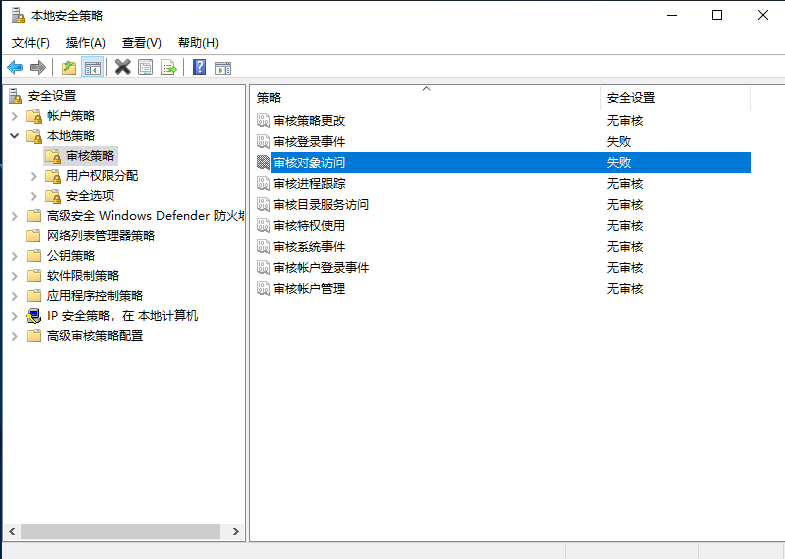 本地安全策略
文件(F) 操作(A) 查看(V) 帮助(H)
安全设置
帐户策略
本地策略
审核策略
用户权限分配
安全选项
高级安全 Windows Defender 防火墙
网络列表管理器策略
公钥策略
软件限制策略
应用程序控制策略
IP 安全策略，在 本地计算机
高级审核策略配置
策略 安全设置
审核策略更改 无审核
审核登录事件 失败
审核对象访问 失败
审核进程跟踪 无审核
审核目录服务访问 无审核
审核特权使用 无审核
审核系统事件 无审核
审核帐户登录事件 无审核
审核帐户管理 无审核